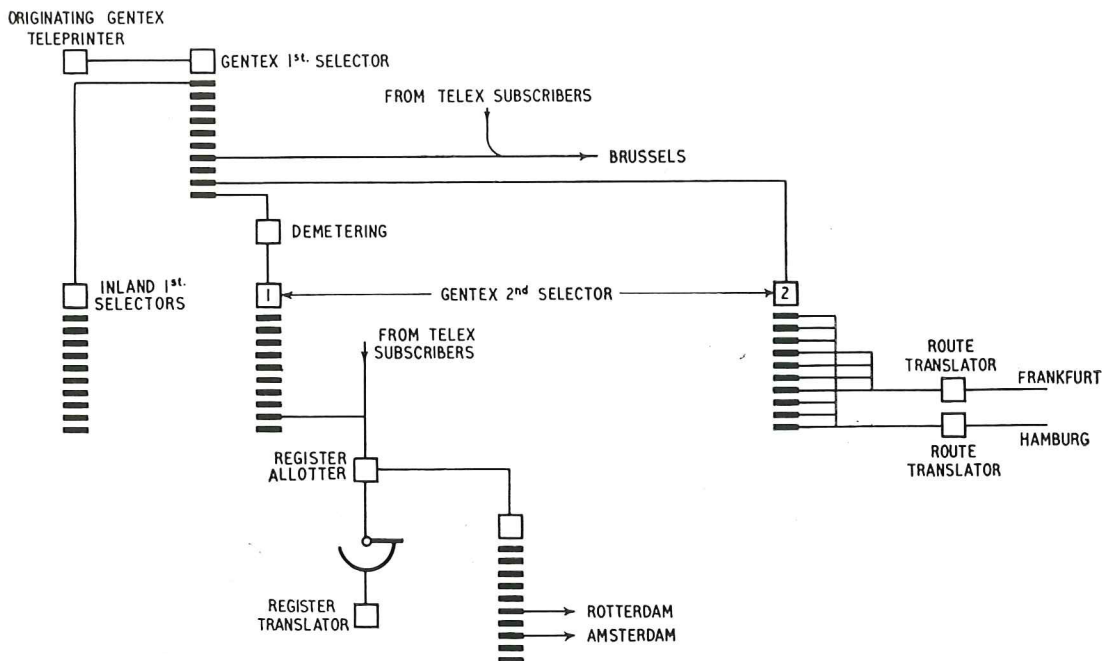 ORIGINATING GENTEX
TELEPRINTER
GENTEX 1st. SELECTOR
FROM TELEX SUBSCRIBERS
BRUSSELS
DEMETERING
INLAND 1st.
SELECTORS
1
GENTEX 2nd SELECTOR
2
FROM TELEX
SUBSCRIBERS
ROUTE
TRANSLATOR
FRANKFURT
HAMBURG
ROUTE
TRANSLATOR
REGISTER
ALLOTTER
REGISTER
TRANSLATOR
ROTTERDAM
AMSTERDAM